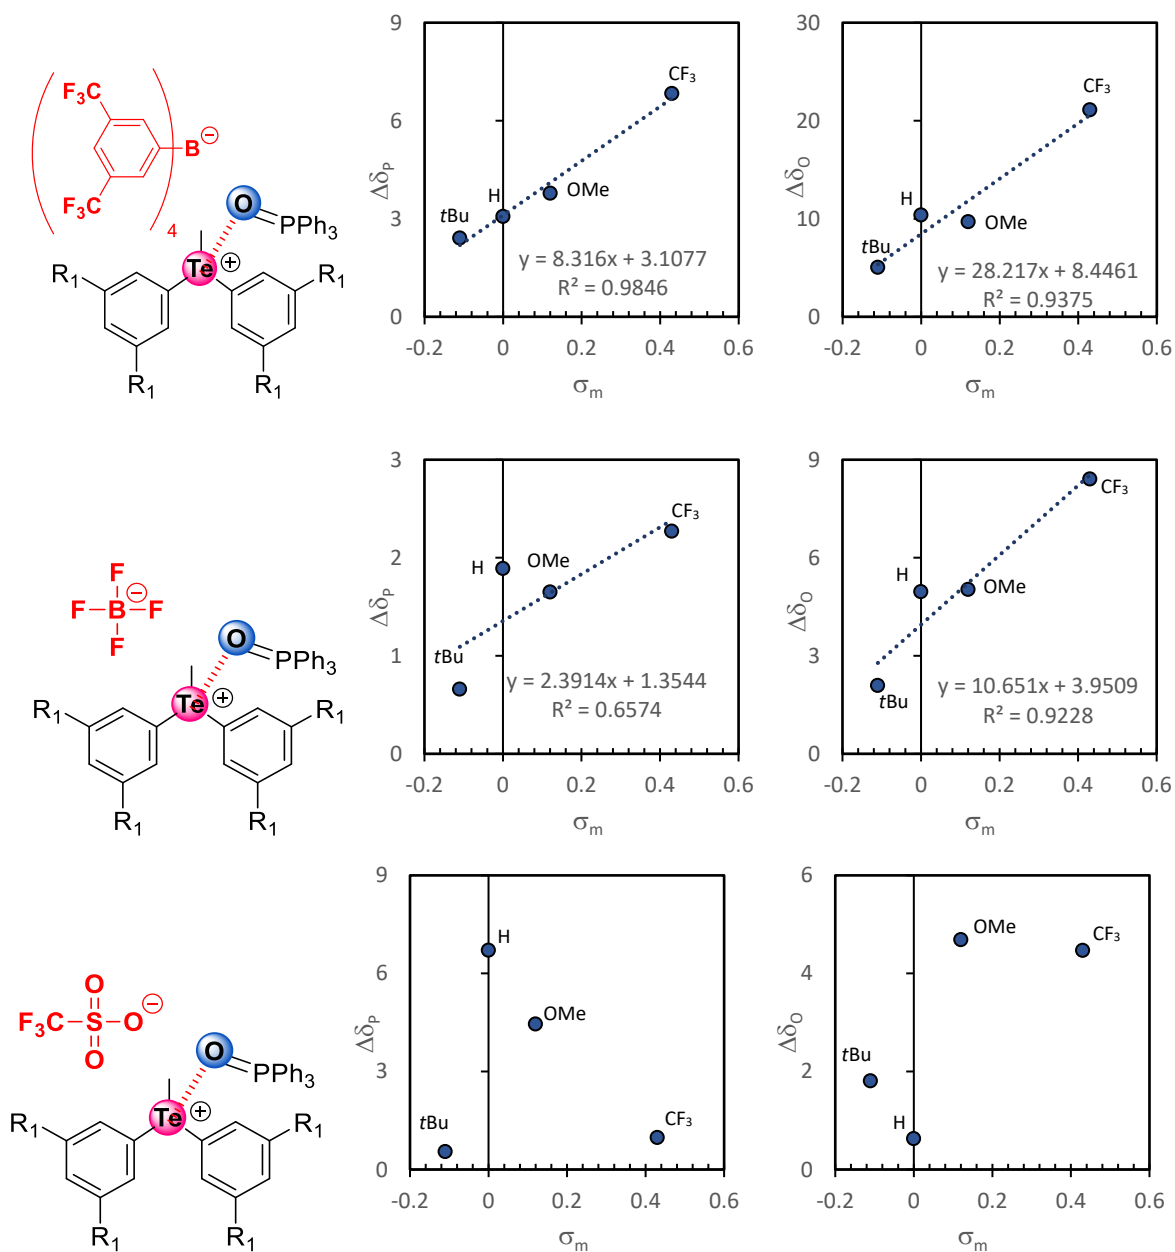 F₃C
F₃C
B⊖
4
O
PPh₃
Te ⊕
R₁
R₁
R₁
R₁
9
6
3
0
-0.2
0
0.2
0.4
0.6
ΔδP
σm
tBu
H
OMe
CF₃
y = 8.316x + 3.1077
R² = 0.9846
30
20
10
0
-0.2
0
0.2
0.4
0.6
ΔδO
σm
tBu
H
OMe
CF₃
y = 28.217x + 8.4461
R² = 0.9375
F
F B F
⊖
F
O
PPh₃
Te ⊕
R₁
R₁
R₁
R₁
3
2
1
0
-0.2
0
0.2
0.4
0.6
ΔδP
σm
tBu
H
OMe
CF₃
y = 2.3914x + 1.3544
R² = 0.6574
9
6
3
0
-0.2
0
0.2
0.4
0.6
ΔδO
σm
tBu
H
OMe
CF₃
y = 10.651x + 3.9509
R² = 0.9228
O
F₃C S O⊖
O
O
PPh₃
Te ⊕
R₁
R₁
R₁
R₁
9
6
3
0
-0.2
0
0.2
0.4
0.6
ΔδP
σm
tBu
H
OMe
CF₃
6
4
2
0
-0.2
0
0.2
0.4
0.6
ΔδO
σm
tBu
H
OMe
CF₃